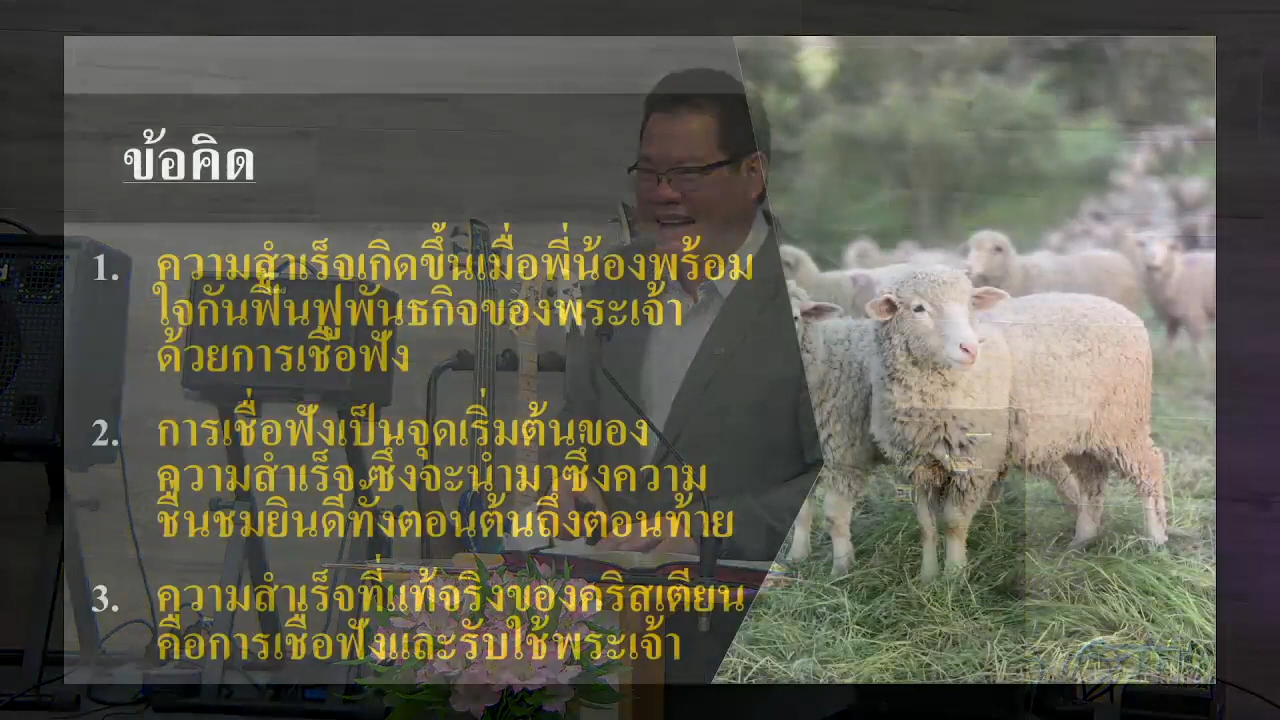 ข้อคิด
1. ความสำเร็จเกิดขึ้นเมื่อพี่น้องพร้อม
ใจกันฟื้นฟูพันธกิจของพระเจ้า
ด้วยการเชื่อฟัง
2. การเชื่อฟังเป็นจุดเริ่มต้นของ
ความสำเร็จ ซึ่งจะนำมาซึ่งความ
ชื่นชมยินดีทั้งตอนต้นถึงตอนท้าย
3. ความสำเร็จที่แท้จริงของคริสเตียน
คือการเชื่อฟังและรับใช้พระเจ้า